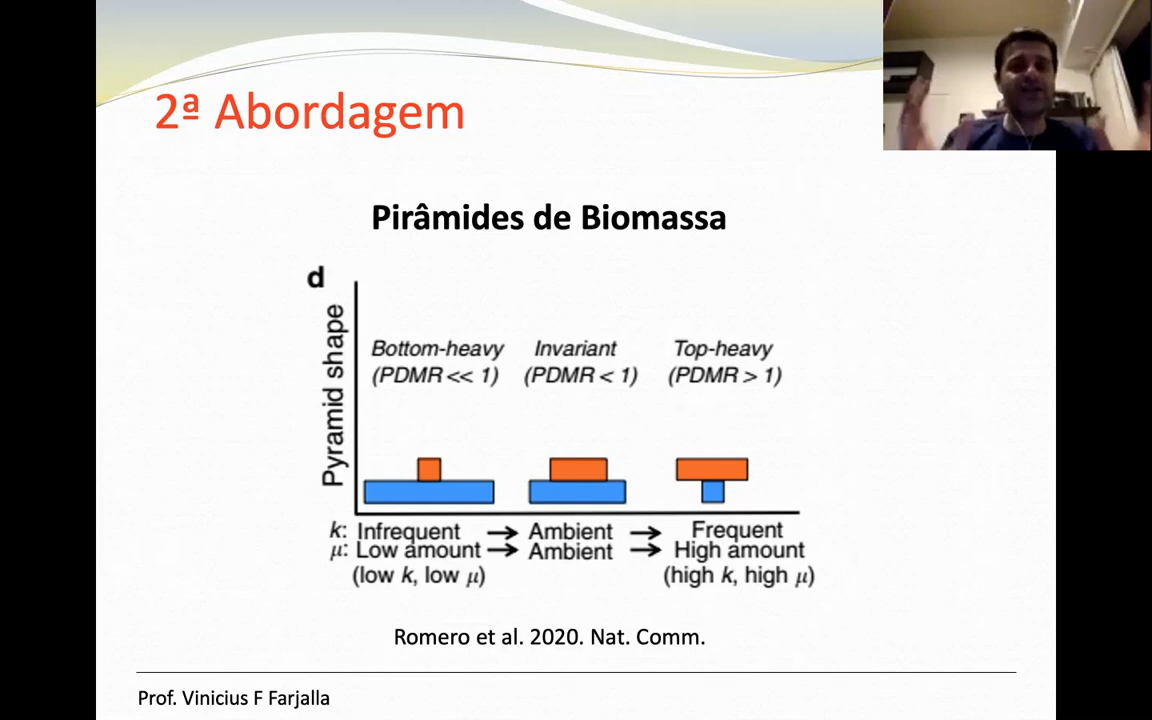 2ª Abordagem
Pirâmides de Biomassa
d
Pyramid shape
Bottom-heavy Invariant Top-heavy
(PDMR << 1) (PDMR < 1) (PDMR > 1)
k: Infrequent → Ambient → Frequent
μ: Low amount → Ambient → High amount
(low k, low μ) (high k, high μ)
Romero et al. 2020. Nat. Comm.
Prof. Vinicius F Farjalla